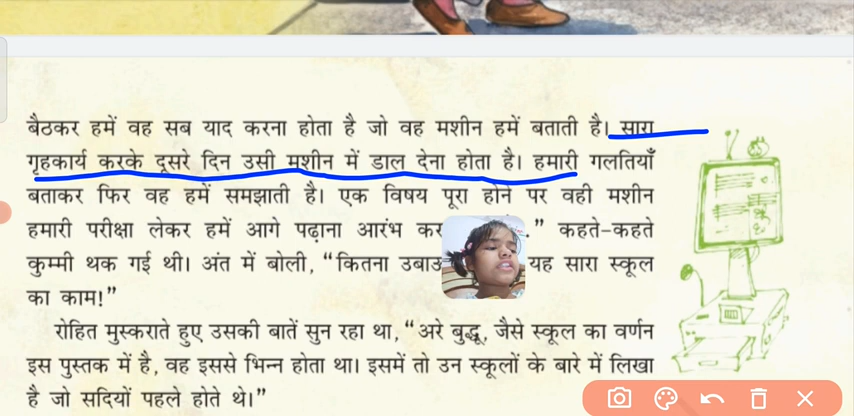 बैठकर हमें वह सब याद करना होता है जो वह मशीन हमें बताती है। सारा
गृहकार्य करके दूसरे दिन उसी मशीन में डाल देना होता है। हमारी गलतियाँ
बताकर फिर वह हमें समझाती है। एक विषय पूरा होने पर वही मशीन
हमारी परीक्षा लेकर हमें आगे पढ़ाना आरंभ कर .” कहते-कहते
कुम्मी थक गई थी। अंत में बोली, “कितना यह सारा स्कूल
का काम!”
रोहित मुस्कराते हुए उसकी बातें सुन रहा था, “अरे बुद्धू, जैसे स्कूल का वर्णन
इस पुस्तक में है, वह इससे भिन्न होता था। इसमें तो उन स्कूलों के बारे में लिखा
है जो सदियों पहले होते थे।”